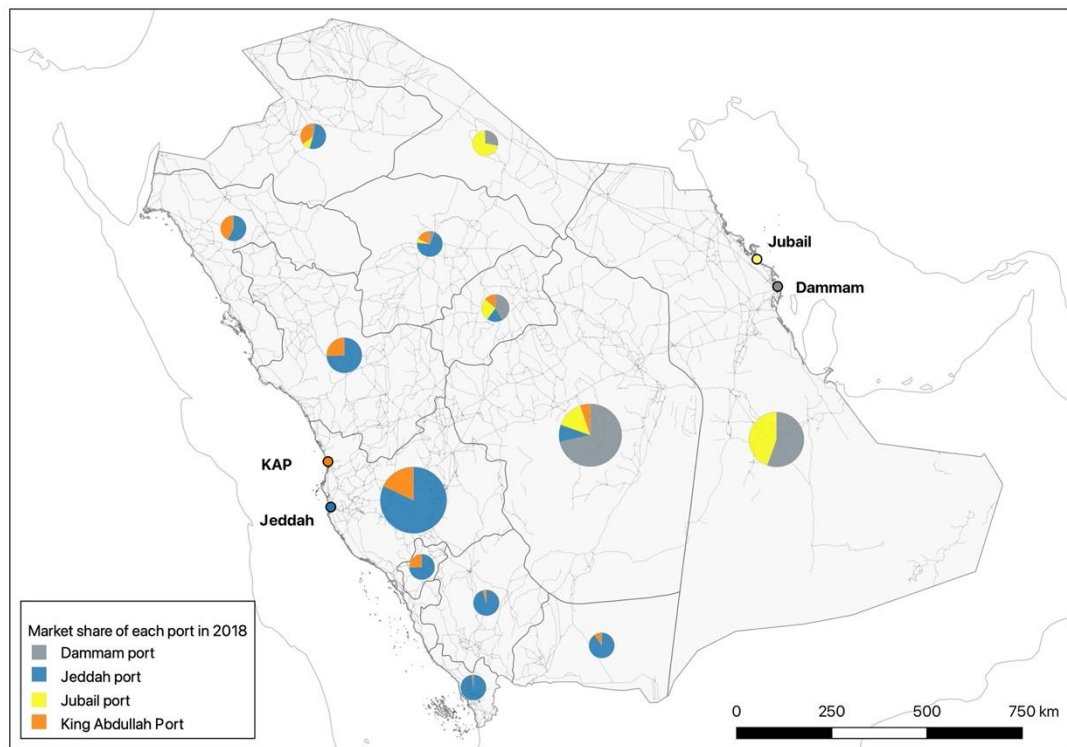 Jubail
Dammam
KAP
Jeddah
Market share of each port in 2018
Dammam port
Jeddah port
Jubail port
King Abdullah Port
0 250 500 750 km